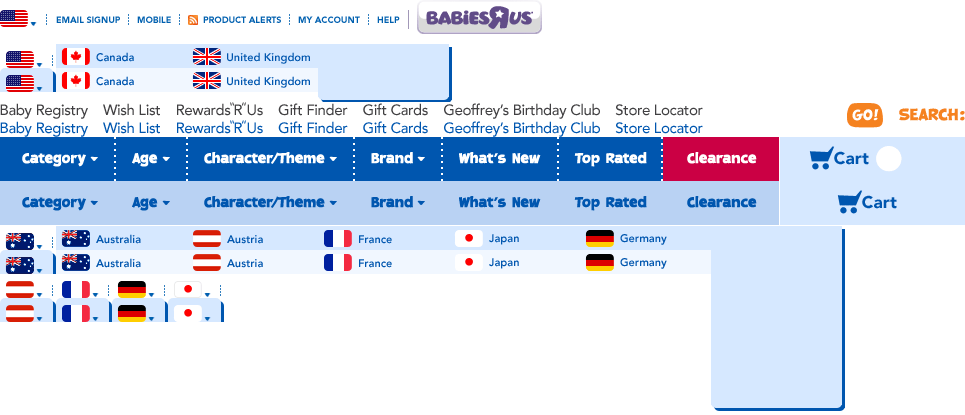 EMAIL SIGNUP MOBILE PRODUCT ALERTS MY ACCOUNT HELP BABIESЯUS
Canada United Kingdom
Canada United Kingdom
Baby Registry Wish List Rewards"R"Us Gift Finder Gift Cards Geoffrey's Birthday Club Store Locator GO! SEARCH:
Baby Registry Wish List Rewards"R"Us Gift Finder Gift Cards Geoffrey's Birthday Club Store Locator
Category Age Character/Theme Brand What's New Top Rated Clearance Cart
Category Age Character/Theme Brand What's New Top Rated Clearance Cart
Australia Austria France Japan Germany
Australia Austria France Japan Germany